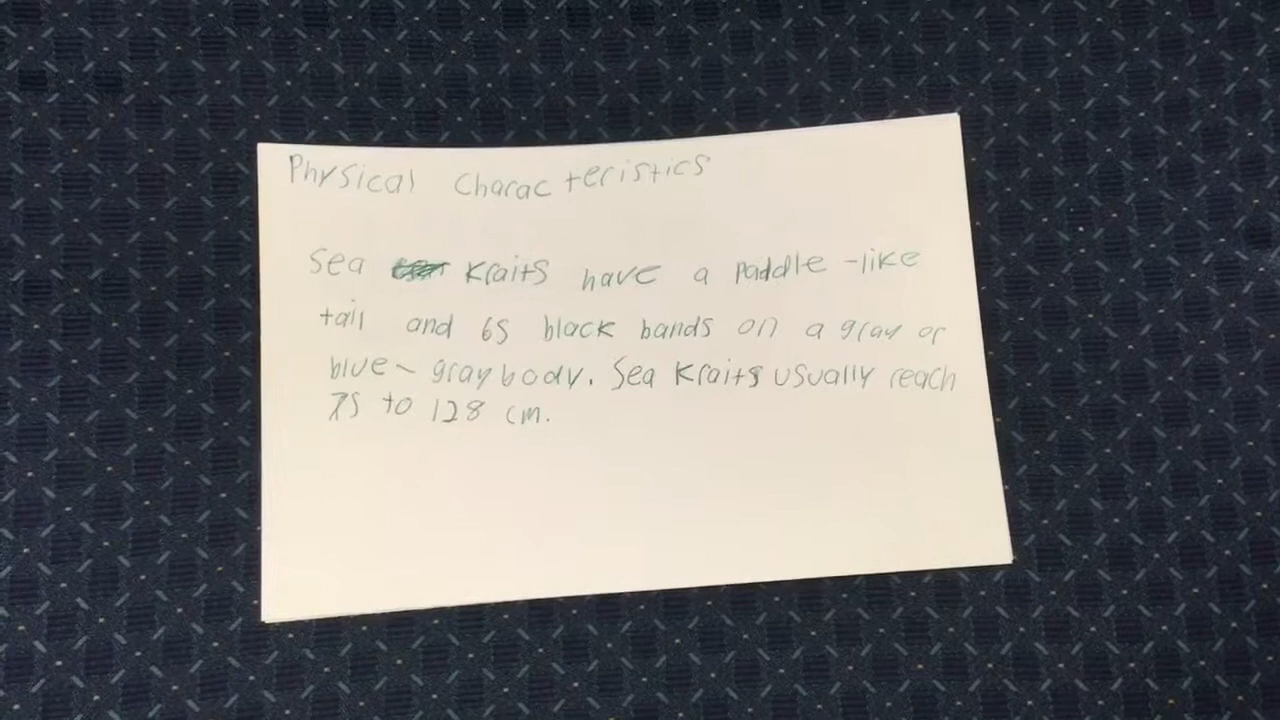 Physical Characteristics
Sea Kraits have a Paddle-like
tail and 65 black bands on a gray or
blue-gray body. Sea Kraits usually reach
75 to 128 cm.